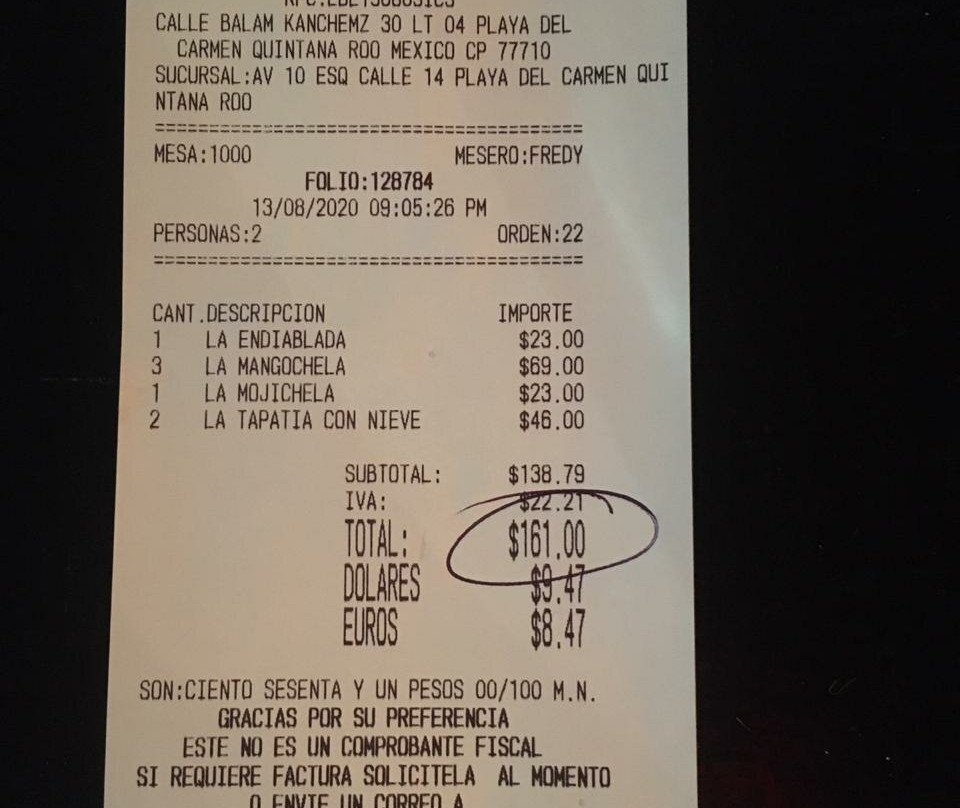 CALLE BALAM KANCHEMZ 30 LT 04 PLAYA DEL
CARMEN QUINTANA ROO MEXICO CP 77710
SUCURSAL:AV 10 ESQ CALLE 14 PLAYA DEL CARMEN QUI
NTANA ROO
========================================
MESA:1000 MESERO:FREDY
FOLIO:128784
13/08/2020 09:05:26 PM
PERSONAS:2 ORDEN:22
========================================
CANT.DESCRIPCION IMPORTE
1 LA ENDIABLADA $23.00
3 LA MANGOCHELA $69.00
1 LA MOJICHELA $23.00
2 LA TAPATIA CON NIEVE $46.00
SUBTOTAL: $138.79
IVA: $22.21
TOTAL: $161.00
DOLARES $9.47
EUROS $8.47
SON:CIENTO SESENTA Y UN PESOS 00/100 M.N.
GRACIAS POR SU PREFERENCIA
ESTE NO ES UN COMPROBANTE FISCAL
SI REQUIERE FACTURA SOLICITELA AL MOMENTO
O ENVIE UN CORREO A